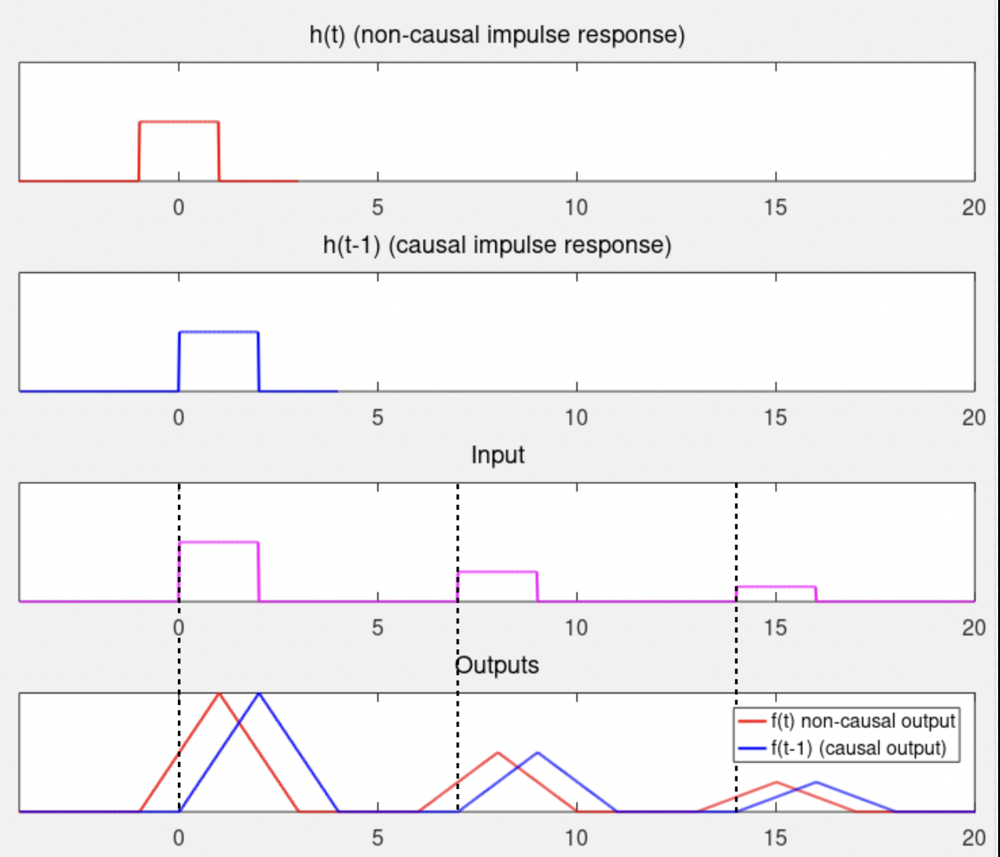 h(t) (non-causal impulse response)
0 5 10 15 20
h(t-1) (causal impulse response)
0 5 10 15 20
Input
0 5 10 15 20
Outputs
f(t) non-causal output
f(t-1) (causal output)
0 5 10 15 20